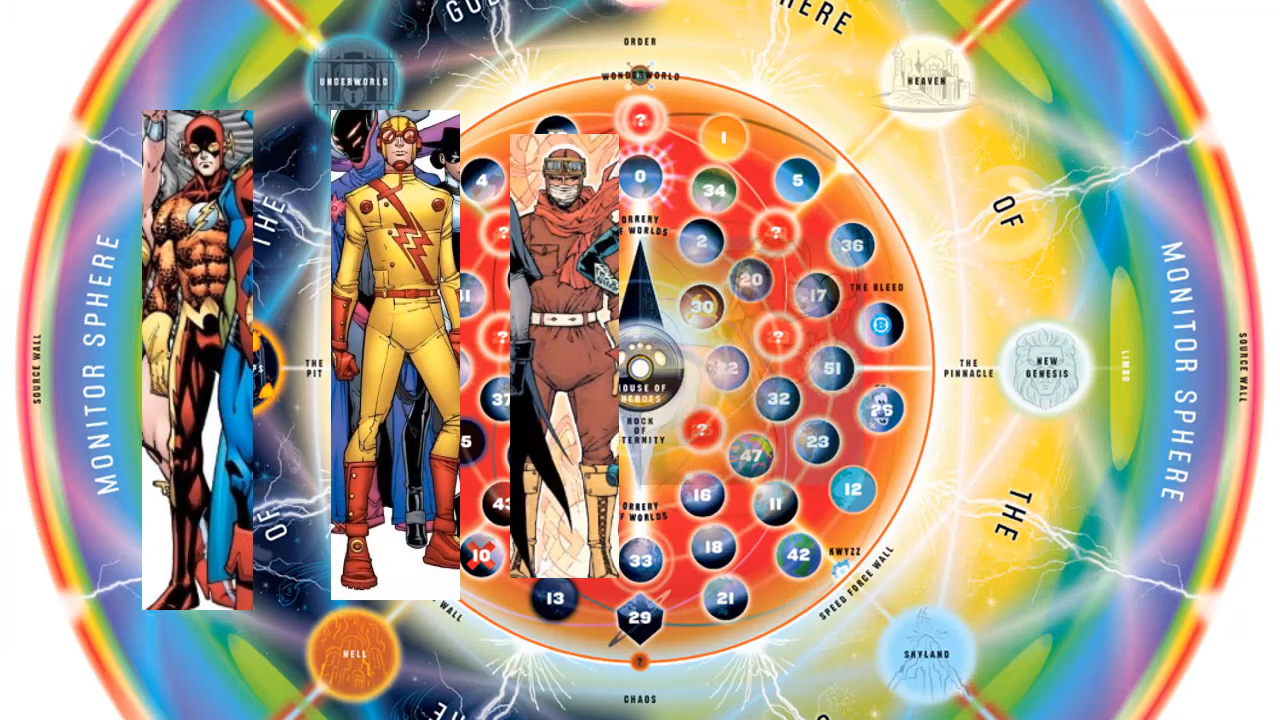 GOD
HERE
ORDER
WONDERWORLD
UNDERWORLD
HEAVEN
?
1
0
4
34
5
?
THE
OF
ORRERY
OF WORLDS
2
?
36
20
17
THE BLEED
30
8
MONITOR SPHERE
MONITOR SPHERE
SOURCE WALL
THE
PIT
22
51
THE
PINNACLE
NEW
GENESIS
LIMBO
SOURCE WALL
HOUSE OF
HEROES
37
32
26
ROCK
OF
ETERNITY
5
23
47
43
16
11
12
OF
THE
ORRERY
OF WORLDS
10
33
18
42
KWYZZ
SPEED FORCE WALL
WALL
13
29
21
HELL
?
SKYLAND
CHAOS